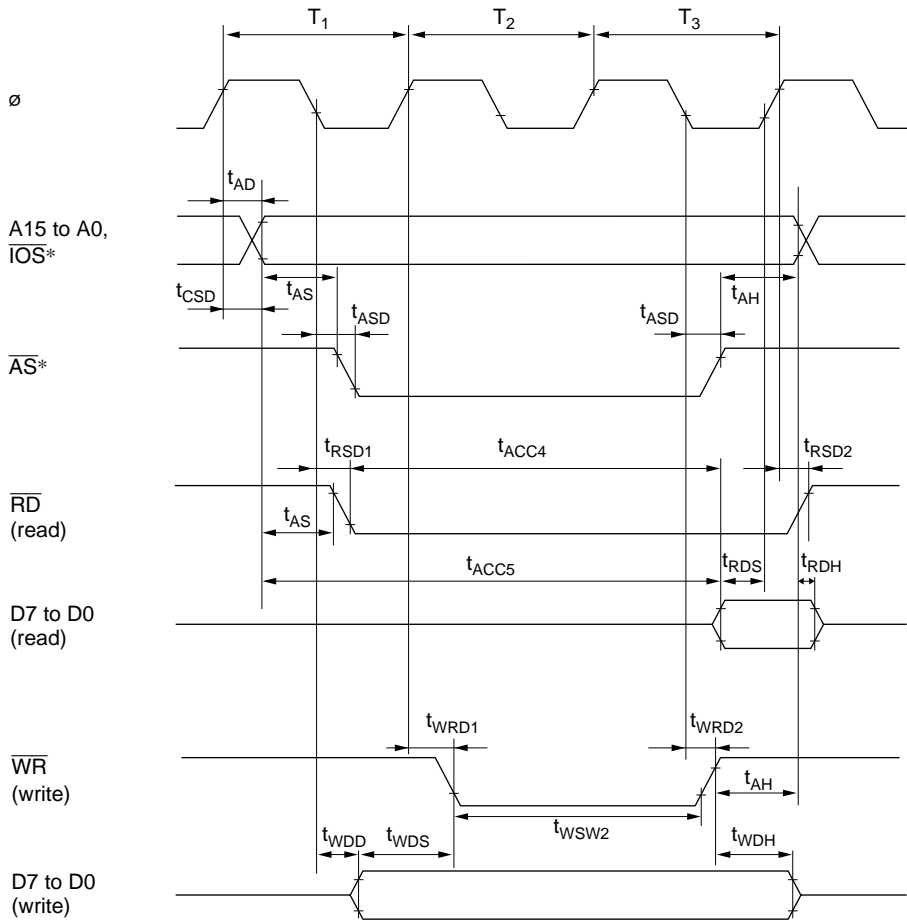 T1 T2 T3
ø
tAD
A15 to A0,
IOS*
tCSD tAS tASD tASD tAH
AS*
tRSD1 tACC4 tRSD2
RD
(read)
tAS
tACC5 tRDS tRDH
D7 to D0
(read)
tWRD1 tWRD2
WR
(write)
tAH
tWSW2
tWDD tWDS tWDH
D7 to D0
(write)